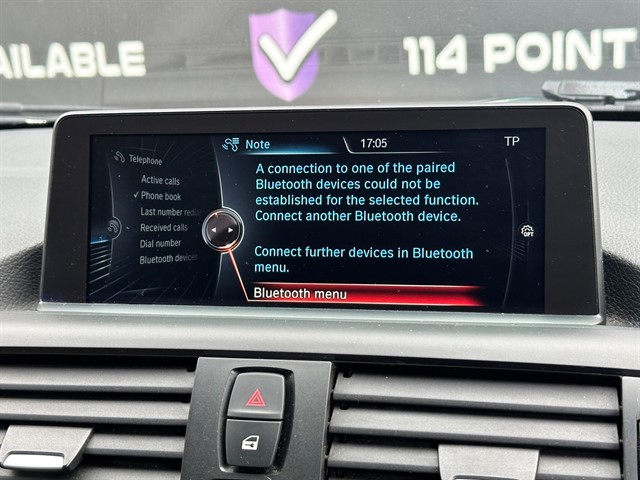 AILABLE
114 POINT
Note
17:05
TP
Telephone
Active calls
Phone book
Last number
Received calls
Dial number
Bluetooth devices
A connection to one of the paired
Bluetooth devices could not be
established for the selected function.
Connect another Bluetooth device.
Connect further devices in Bluetooth
menu.
Bluetooth menu
OPT